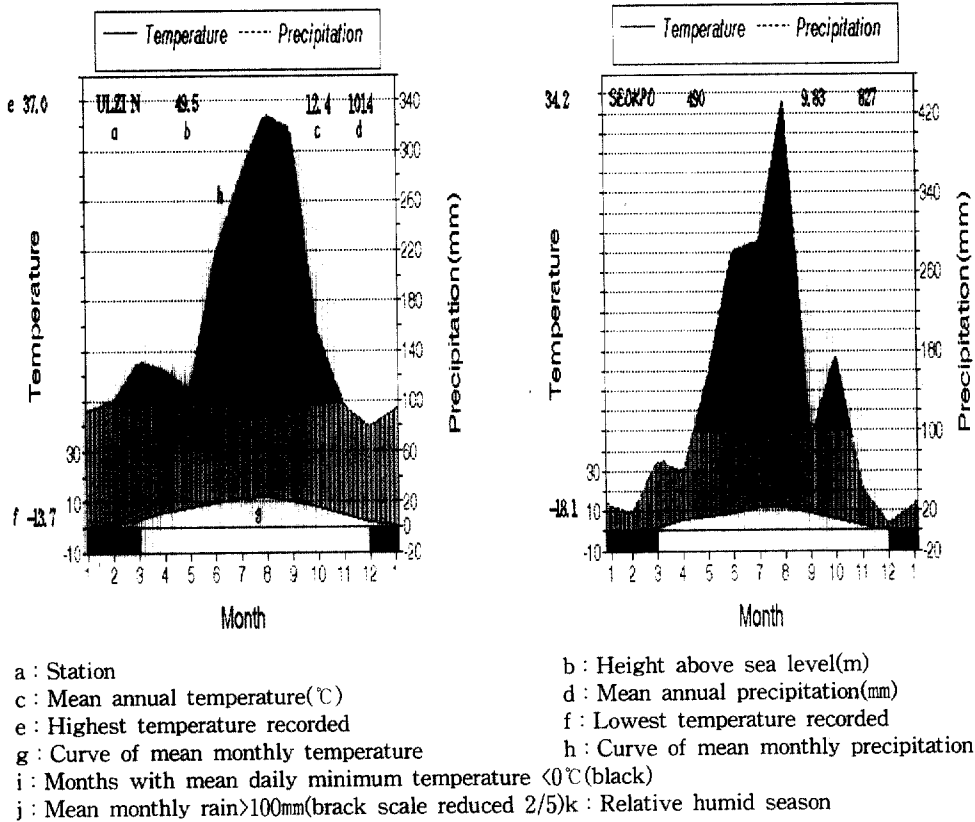 Temperature Precipitation
e 37.0 ULZIN 49.5 12.4 1014
a b c d
340
300
260
220
180
140
100
60
20
0
-20
h
g
30
10
-10
f -13.7
Temperature
Precipitation(mm)
1 2 3 4 5 6 7 8 9 10 11 12
Month
Temperature Precipitation
34.2 SEOKPO 490 9.83 827
420
340
260
180
100
20
-20
30
10
-10
-18.1
Temperature
Precipitation(mm)
1 2 3 4 5 6 7 8 9 10 11 12 1
Month
a : Station
b : Height above sea level(m)
c : Mean annual temperature(℃)
d : Mean annual precipitation(㎜)
e : Highest temperature recorded
f : Lowest temperature recorded
g : Curve of mean monthly temperature
h : Curve of mean monthly precipitation
i : Months with mean daily minimum temperature <0℃(black)
j : Mean monthly rain>100mm(brack scale reduced 2/5)k : Relative humid season